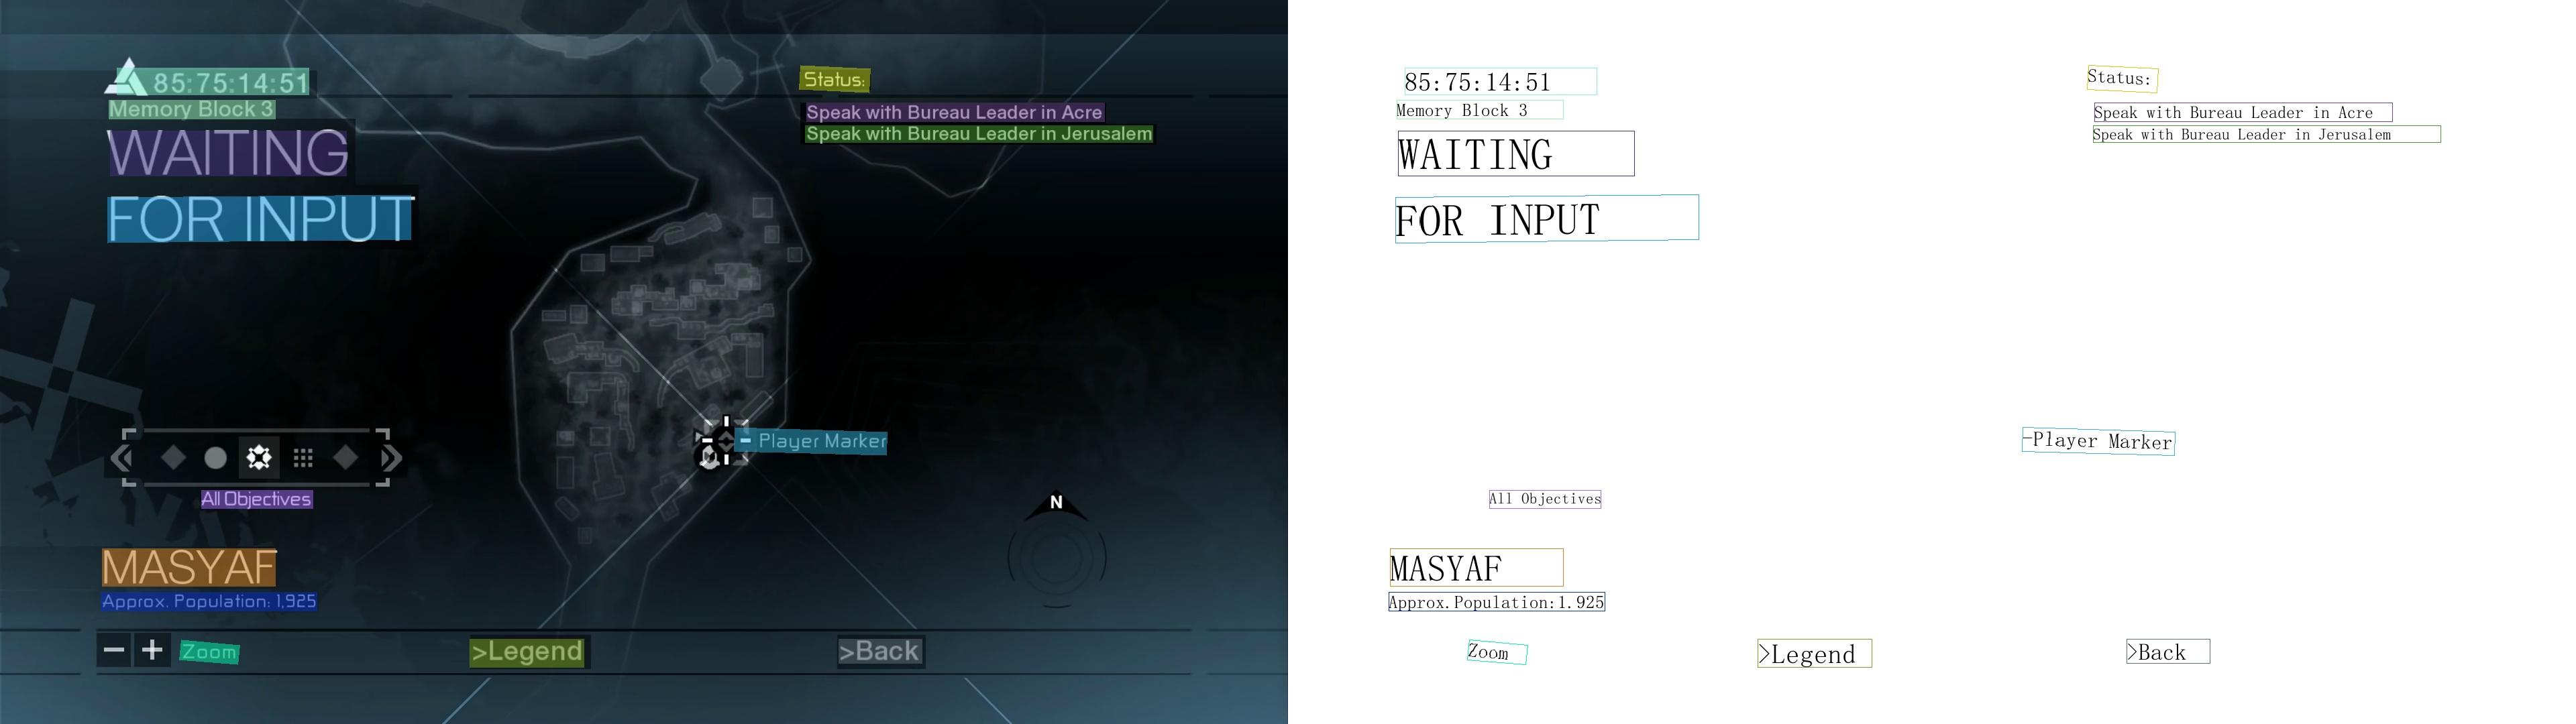 85:75:14:51
Memory Block 3
WAITING
FOR INPUT
Status:
Speak with Bureau Leader in Acre
Speak with Bureau Leader in Jerusalem
Player Marker
All Objectives
N
MASYAF
Approx. Population: 1,925
Zoom
>Legend
>Back
85:75:14:51
Memory Block 3
WAITING
FOR INPUT
Status:
Speak with Bureau Leader in Acre
Speak with Bureau Leader in Jerusalem
-Player Marker
All Objectives
MASYAF
Approx.Population:1.925
Zoom
>Legend
>Back